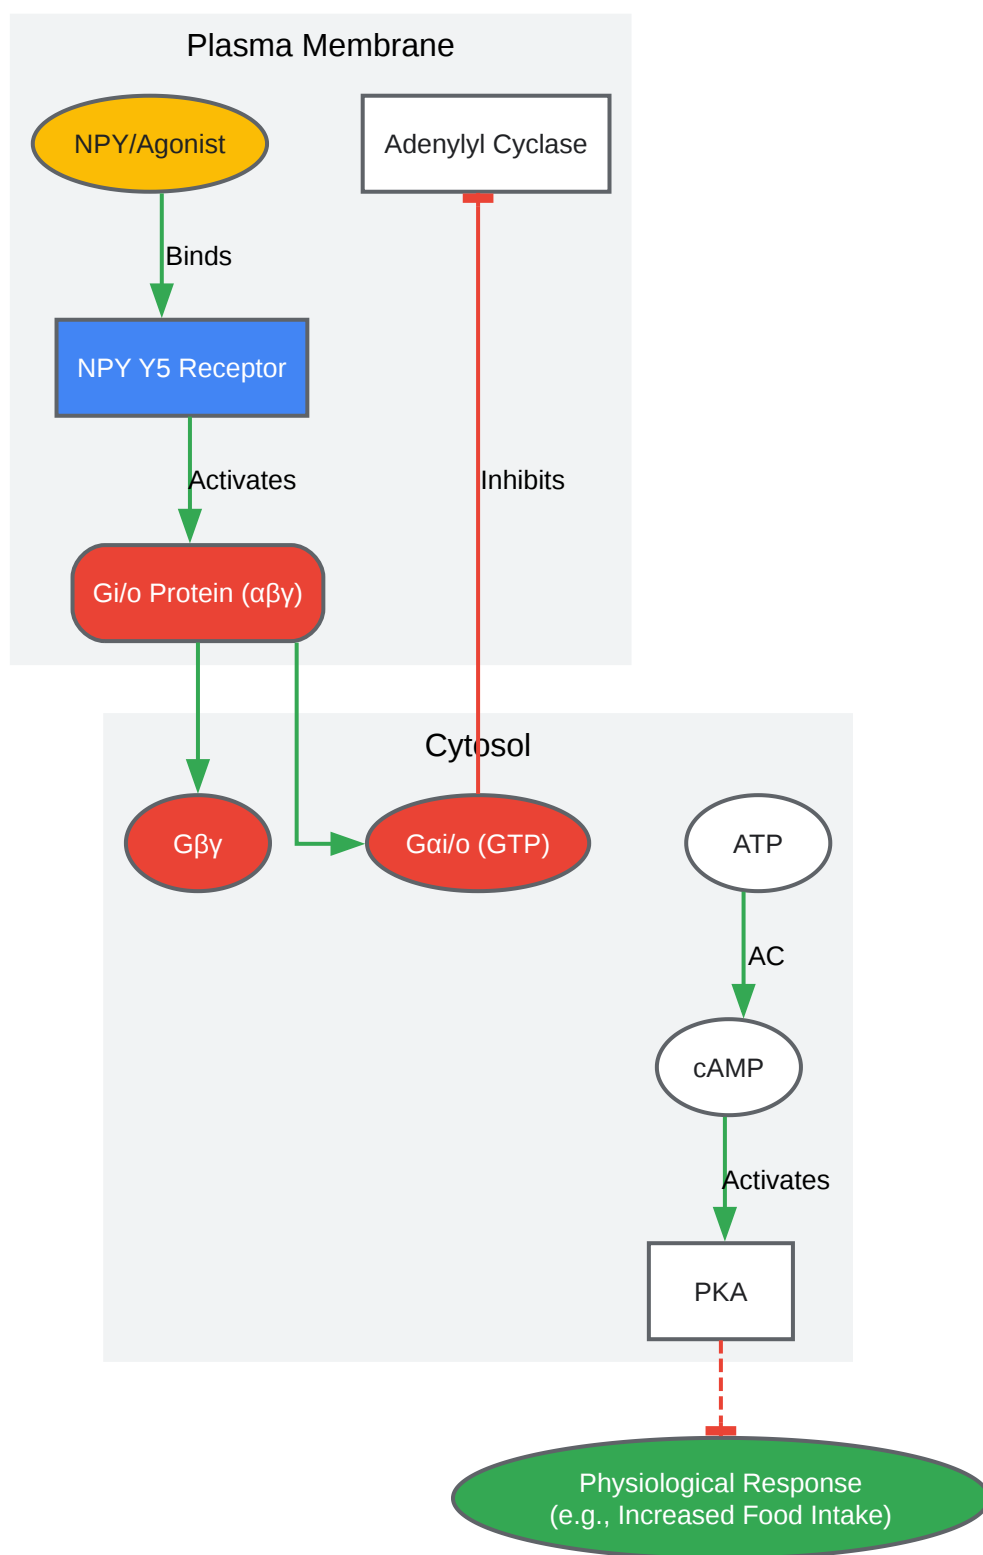 Plasma Membrane
NPY/Agonist
Adenylyl Cyclase
Binds
NPY Y5 Receptor
Activates
Inhibits
Gi/o Protein (αβγ)
Cytosol
Gβγ
Gαi/o (GTP)
ATP
AC
cAMP
Activates
PKA
Physiological Response
(e.g., Increased Food Intake)